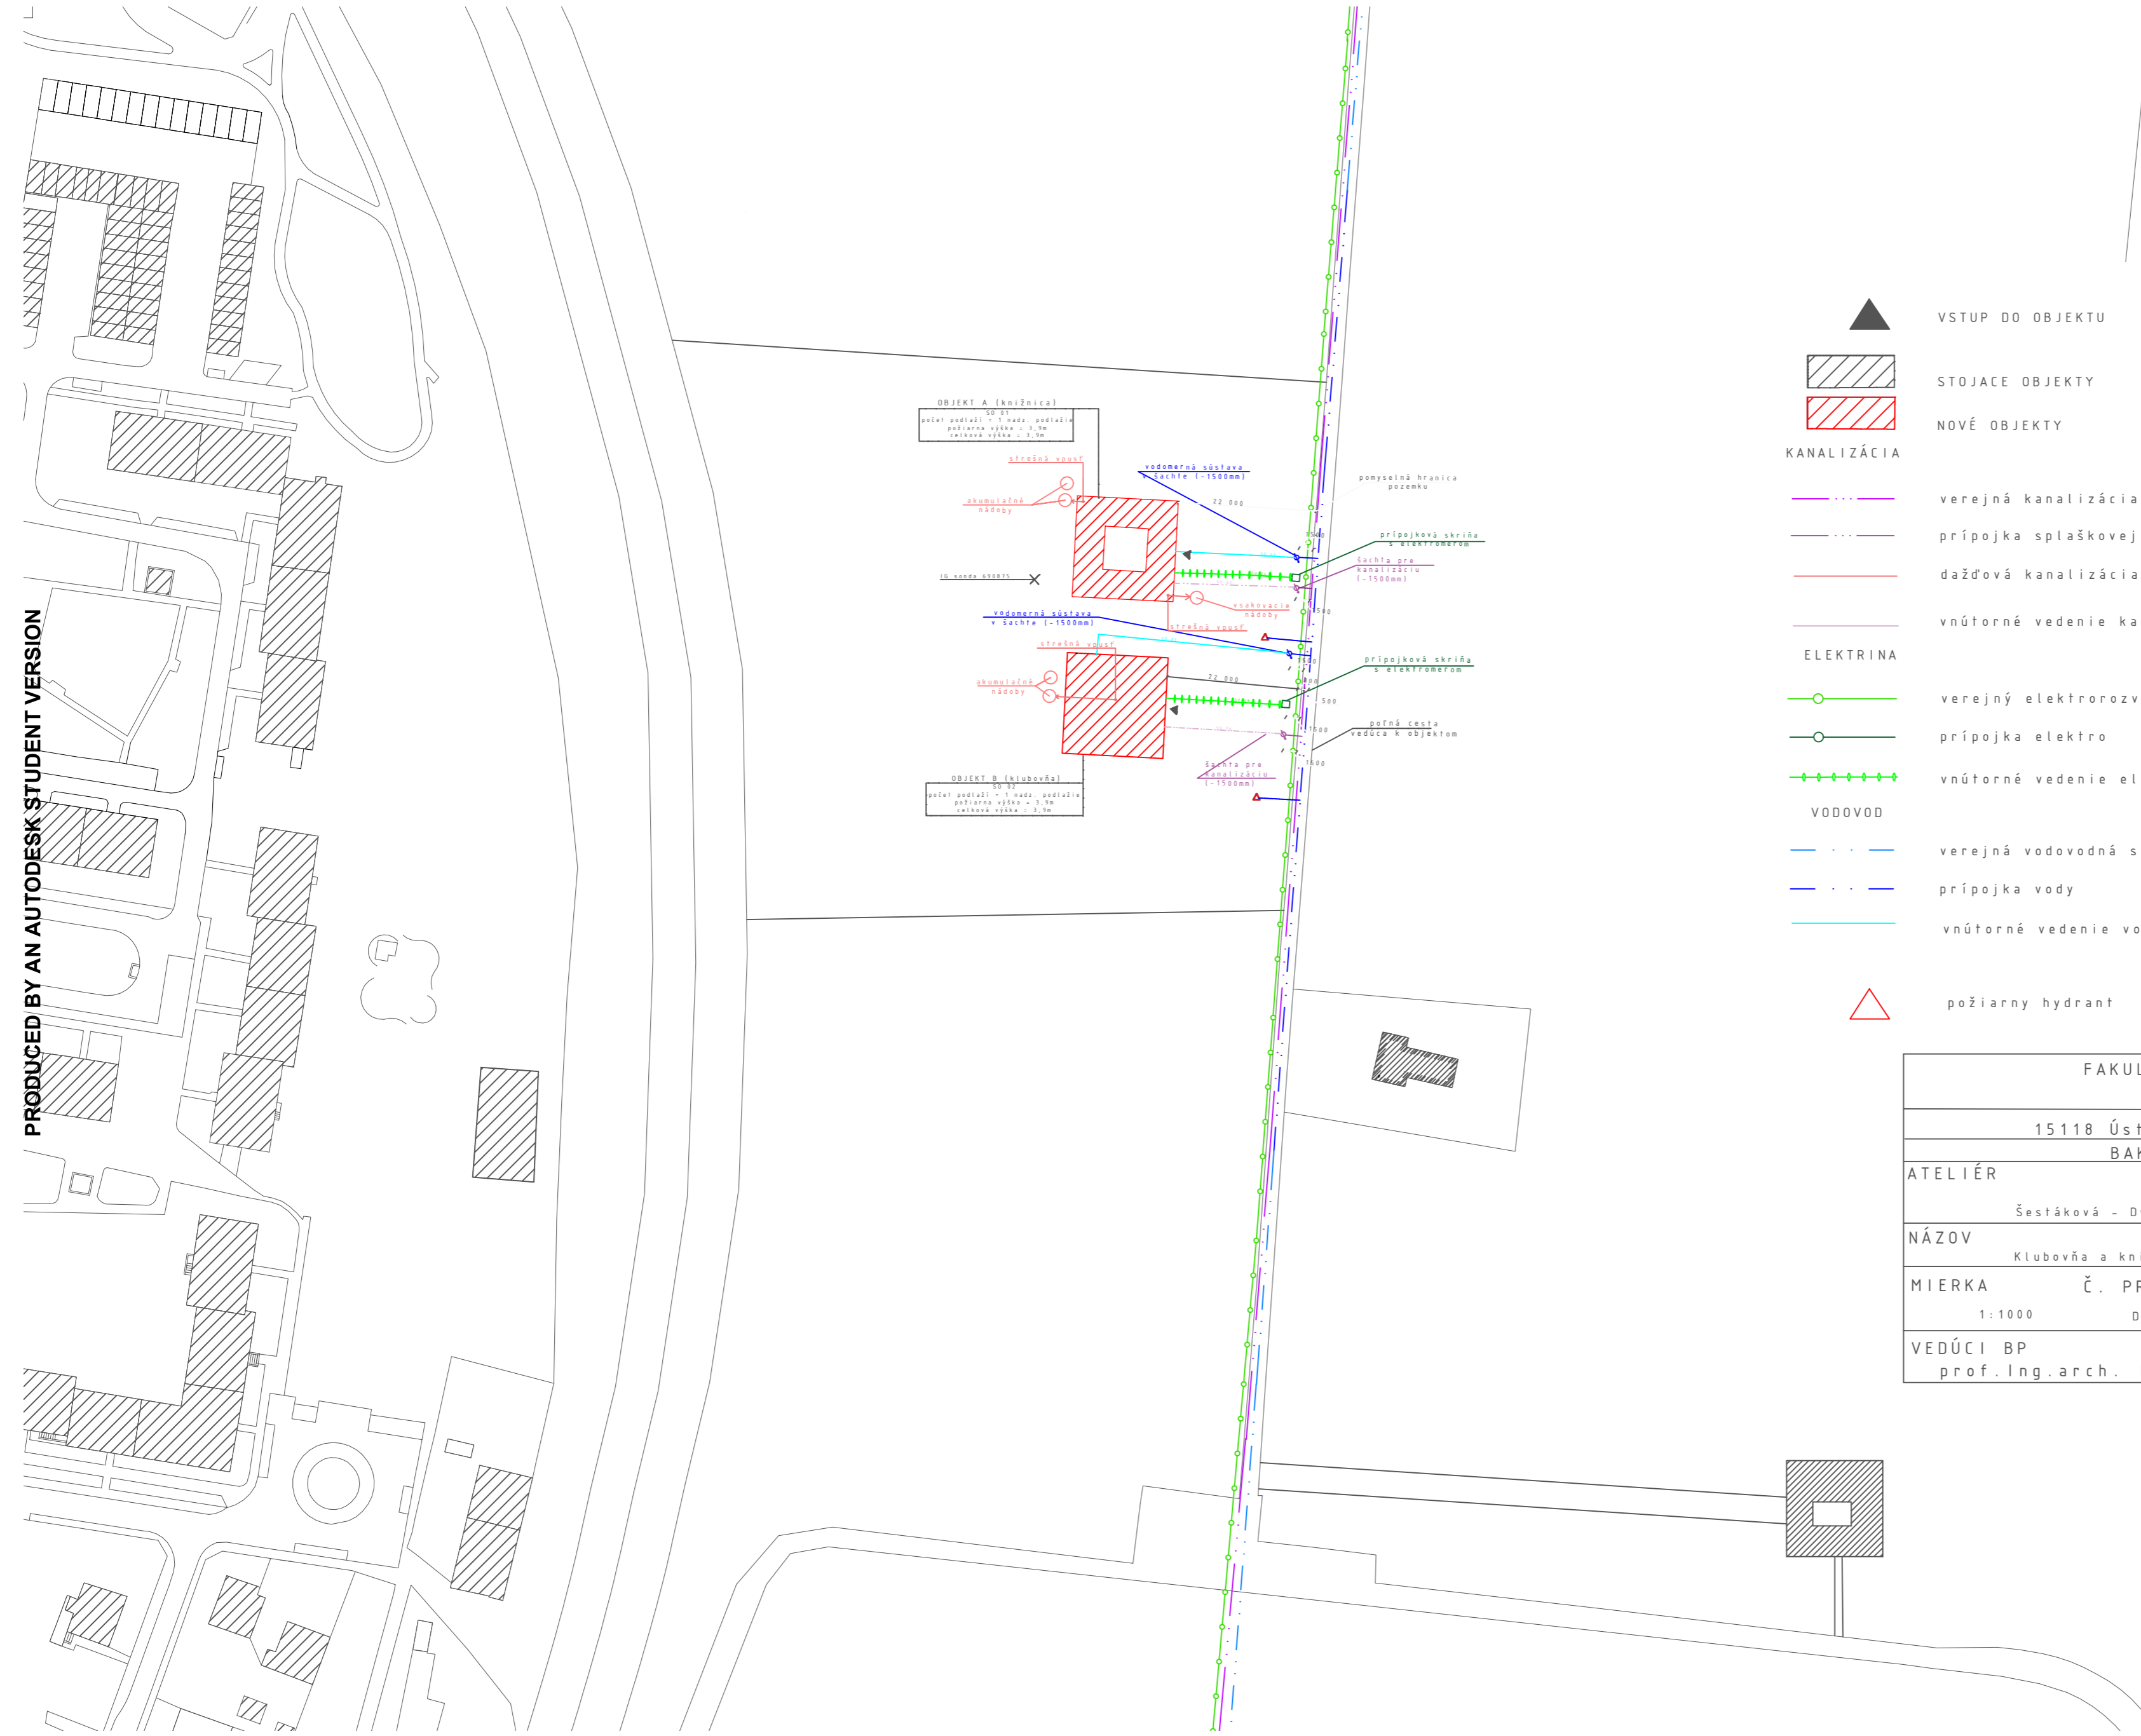 PRODUCED BY AN AUTODESK STUDENT VERSION
OBJEKT A (knižnica)
SO 01
počet podlaží = 1 nadz. podlažie
požiarna výška = 3,9m
celková výška = 3,9m
strešná vpusť
akumulačné
nádoby
IG sonda 690875
vodomerná sústava
v šachte (-1500mm)
22 000
pomyselná hranica
pozemku
1500
prípojková skriňa
s elektromerom
šachta pre
kanalizáciu
(-1500mm)
vsakovacie
nádoby
strešná vpusť
vodomerná sústava
v šachte (-1500mm)
strešná vpusť
akumulačné
nádoby
22 000
prípojková skriňa
s elektromerom
500
1500
1500
poľná cesta
vedúca k objektom
šachta pre
kanalizáciu
(-1500mm)
OBJEKT B (klubovňa)
SO 02
počet podlaží = 1 nadz. podlažie
požiarna výška = 3,9m
celková výška = 3,9m
VSTUP DO OBJEKTU
STOJACE OBJEKTY
NOVÉ OBJEKTY
KANALIZÁCIA
verejná kanalizácia
prípojka splaškovej
dažďová kanalizácia
vnútorné vedenie ka
ELEKTRINA
verejný elektrorozv
prípojka elektro
vnútorné vedenie el
VODOVOD
verejná vodovodná s
prípojka vody
vnútorné vedenie vo
požiarny hydrant
FAKUL
15118 Úst
BAK
ATELIÉR
Šestáková - D
NÁZOV
Klubovňa a kni
MIERKA Č. PR
1:1000 D
VEDÚCI BP
prof.Ing.arch.